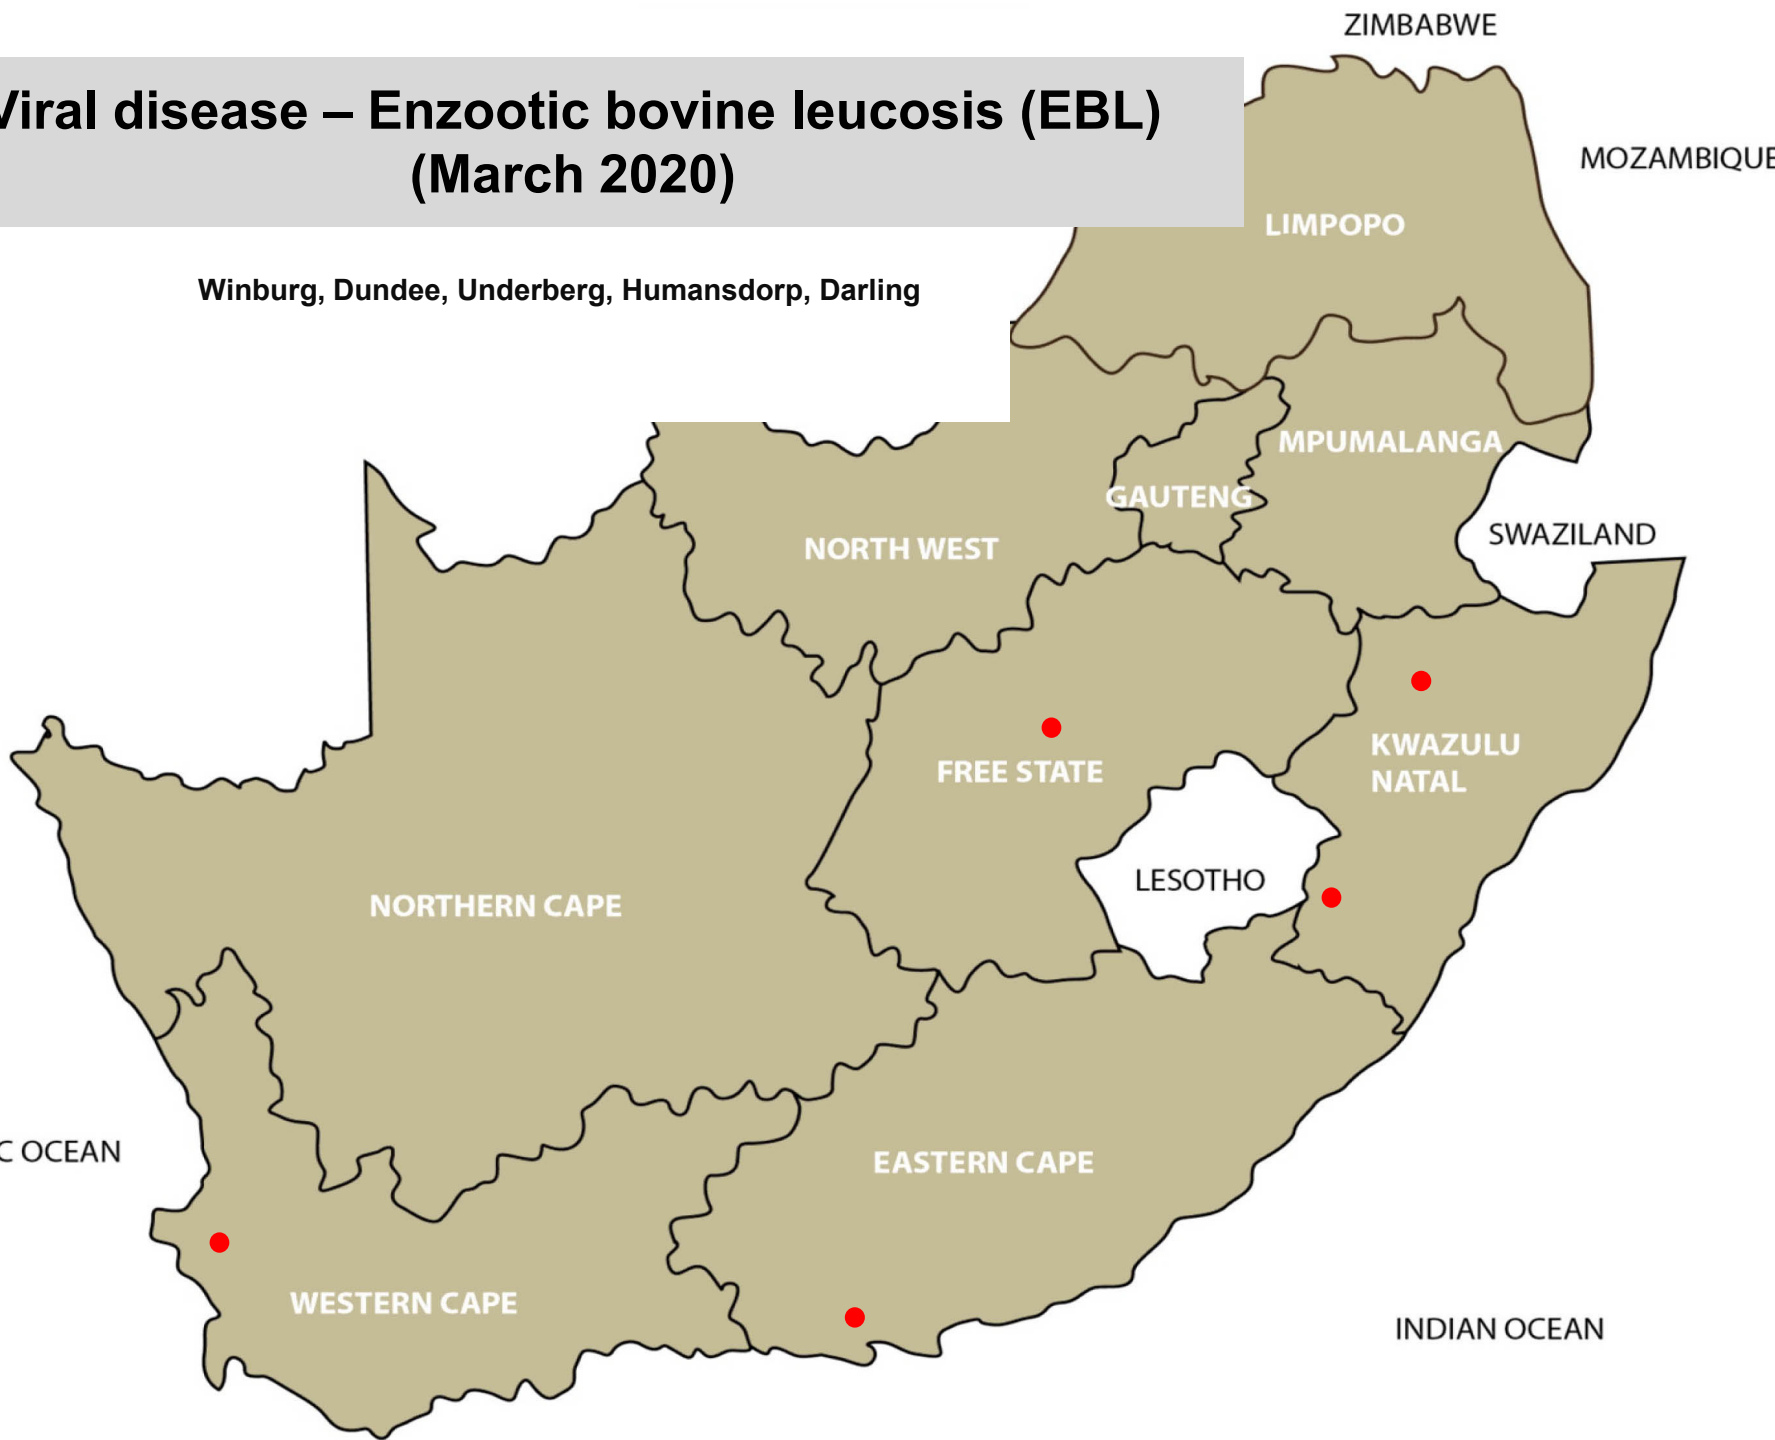 Viral disease – Enzootic bovine leucosis (EBL)
(March 2020)
Winburg, Dundee, Underberg, Humansdorp, Darling
ZIMBABWE
MOZAMBIQUE
LIMPOPO
MPUMALANGA
GAUTENG
SWAZILAND
NORTH WEST
KWAZULU
NATAL
FREE STATE
LESOTHO
NORTHERN CAPE
C OCEAN
EASTERN CAPE
WESTERN CAPE
INDIAN OCEAN